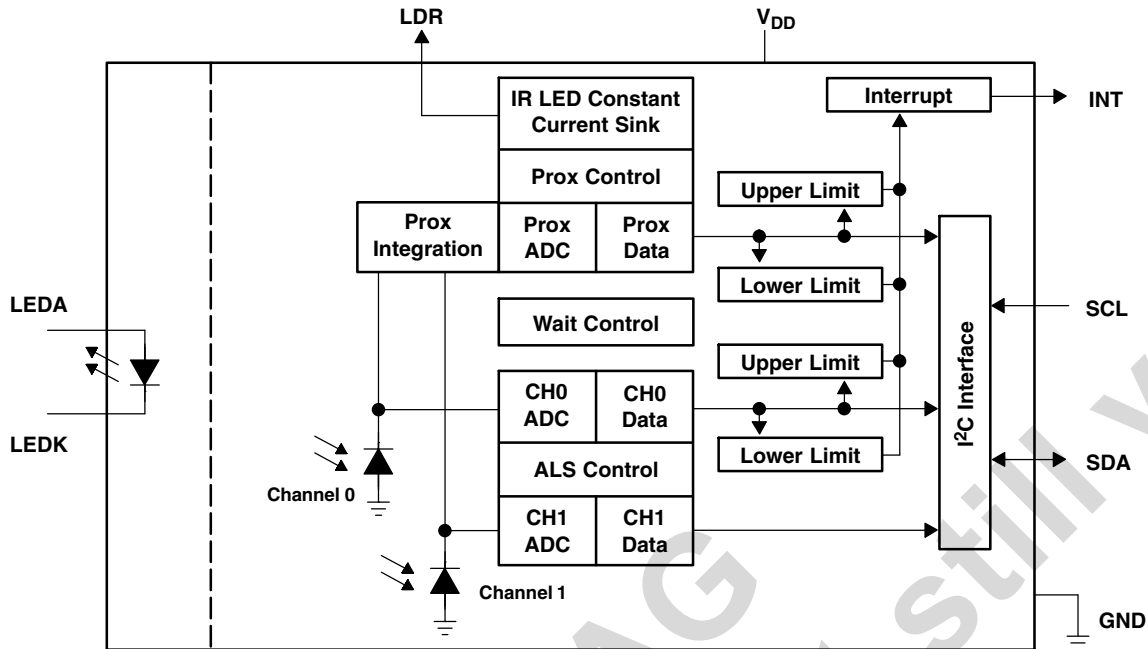 LDR
VDD
IR LED Constant
Current Sink
Interrupt
INT
Prox Control
Upper Limit
Prox
Integration
Prox
ADC
Prox
Data
Lower Limit
LEDA
SCL
Wait Control
Upper Limit
CH0
ADC
CH0
Data
I2C Interface
LEDK
Lower Limit
SDA
ALS Control
Channel 0
CH1
ADC
CH1
Data
Channel 1
GND
AG
still